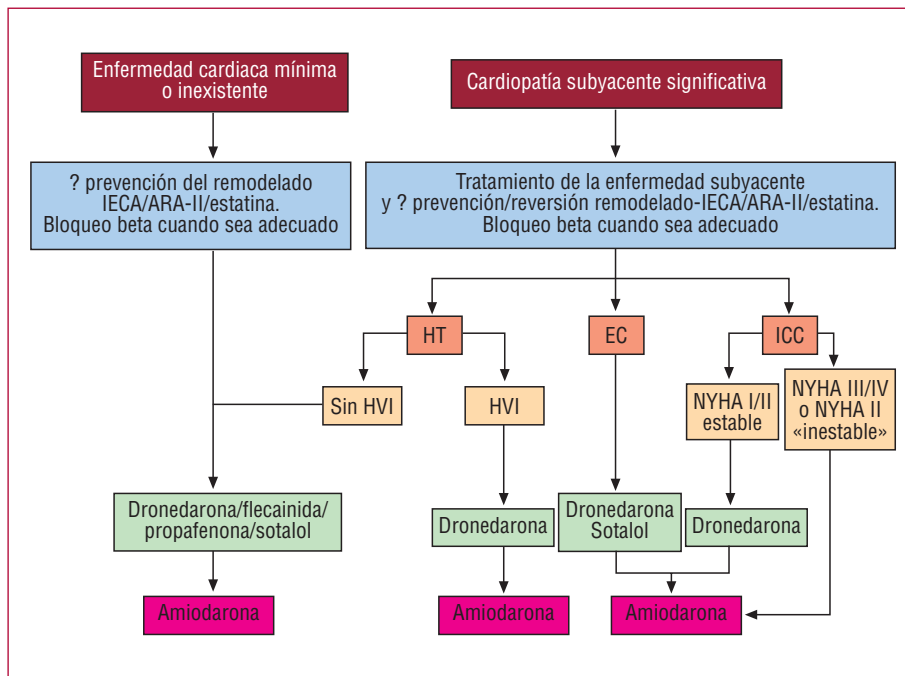 Enfermedad cardiaca mínima
o inexistente
Cardiopatía subyacente significativa
? prevención del remodelado
IECA/ARA-II/estatina.
Bloqueo beta cuando sea adecuado
Tratamiento de la enfermedad subyacente
y ? prevención/reversión remodelado-IECA/ARA-II/estatina.
Bloqueo beta cuando sea adecuado
HT
EC
ICC
Sin HVI
HVI
NYHA I/II
estable
NYHA III/IV
o NYHA II
«inestable»
Dronedarona/flecainida/
propafenona/sotalol
Dronedarona
Dronedarona
Sotalol
Dronedarona
Amiodarona
Amiodarona
Amiodarona